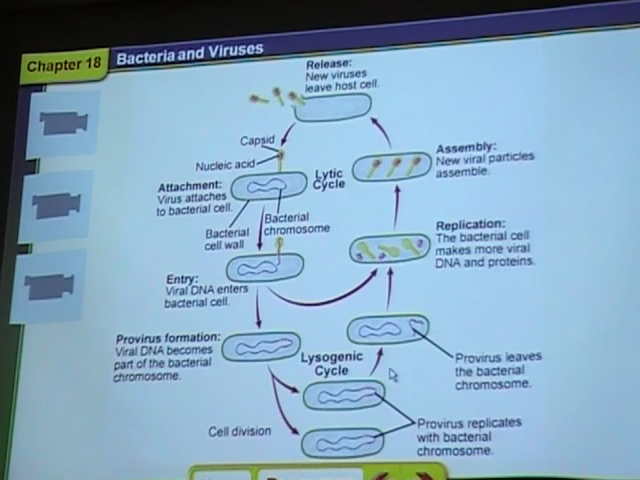 Chapter 18
Bacteria and Viruses
Release:
New viruses
leave host cell.
Capsid
Nucleic acid
Attachment:
Virus attaches
to bacterial cell.
Lytic
Cycle
Assembly:
New viral particles
assemble.
Bacterial
cell wall
Bacterial
chromosome
Replication:
The bacterial cell
makes more viral
DNA and proteins.
Entry:
Viral DNA enters
bacterial cell.
Provirus formation:
Viral DNA becomes
part of the bacterial
chromosome.
Lysogenic
Cycle
Provirus leaves
the bacterial
chromosome.
Cell division
Provirus replicates
with bacterial
chromosome.